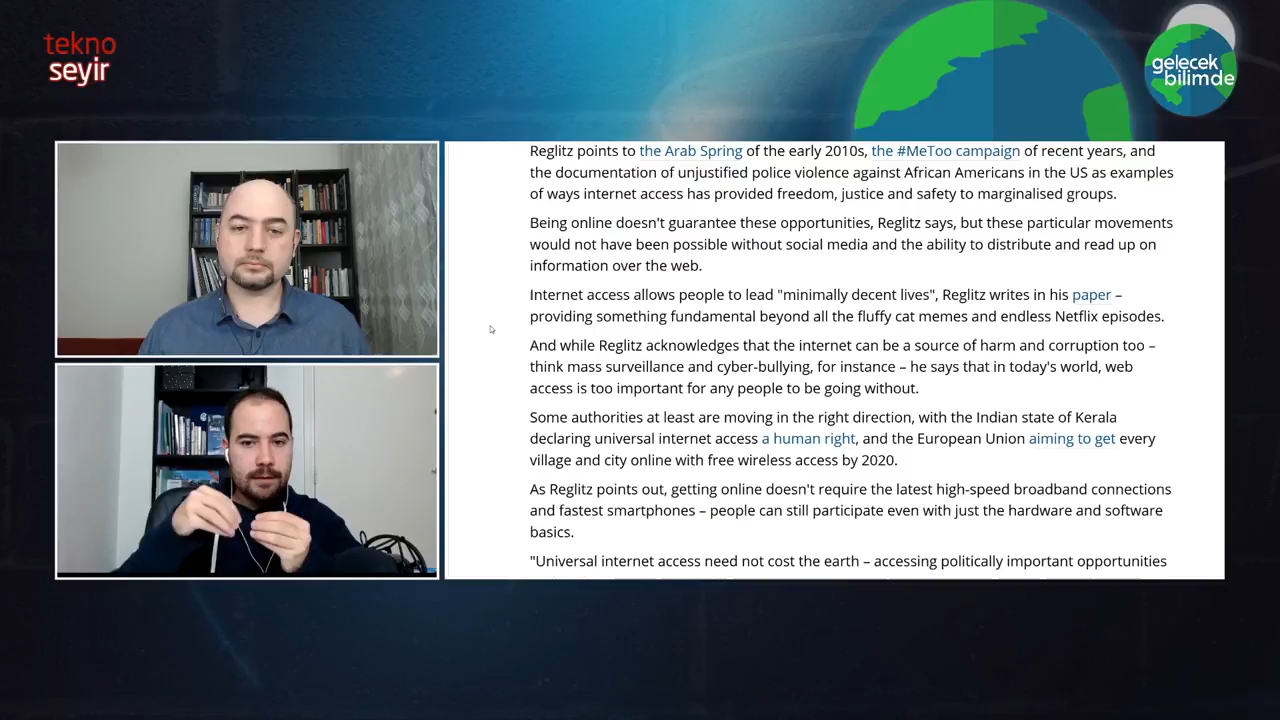 tekno
seyir
gelecek
bilimde
Reglitz points to the Arab Spring of the early 2010s, the #MeToo campaign of recent years, and
the documentation of unjustified police violence against African Americans in the US as examples
of ways internet access has provided freedom, justice and safety to marginalised groups.
Being online doesn't guarantee these opportunities, Reglitz says, but these particular movements
would not have been possible without social media and the ability to distribute and read up on
information over the web.
Internet access allows people to lead "minimally decent lives", Reglitz writes in his paper –
providing something fundamental beyond all the fluffy cat memes and endless Netflix episodes.
And while Reglitz acknowledges that the internet can be a source of harm and corruption too –
think mass surveillance and cyber-bullying, for instance – he says that in today's world, web
access is too important for any people to be going without.
Some authorities at least are moving in the right direction, with the Indian state of Kerala
declaring universal internet access a human right, and the European Union aiming to get every
village and city online with free wireless access by 2020.
As Reglitz points out, getting online doesn't require the latest high-speed broadband connections
and fastest smartphones – people can still participate even with just the hardware and software
basics.
"Universal internet access need not cost the earth – accessing politically important opportunities